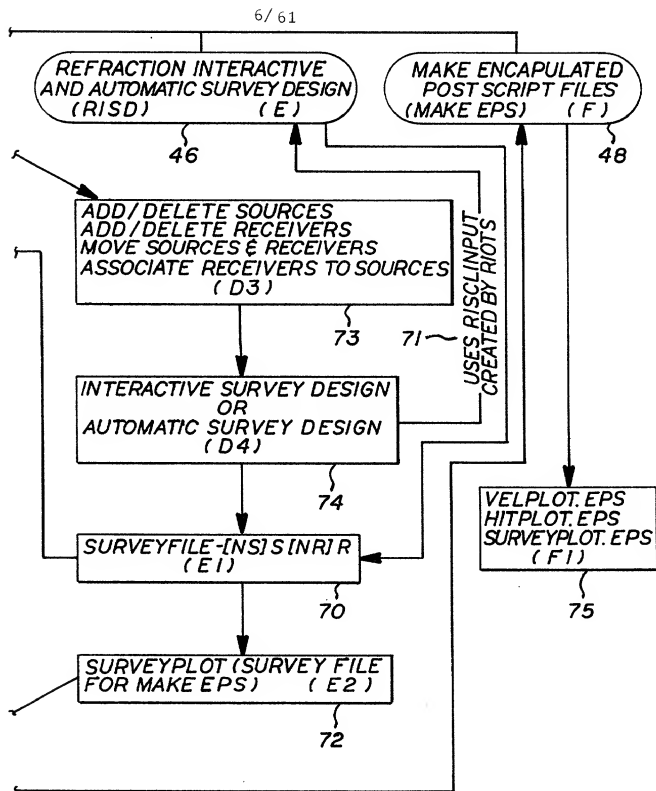 6/61
REFRACTION INTERACTIVE
AND AUTOMATIC SURVEY DESIGN
(RISD) (E)
46
MAKE ENCAPULATED
POST SCRIPT FILES
(MAKE EPS) (F)
48
ADD/DELETE SOURCES
ADD/DELETE RECEIVERS
MOVE SOURCES & RECEIVERS
ASSOCIATE RECEIVERS TO SOURCES
(D3)
73
71
USES RISCLINPUT
CREATED BY RIOTS
INTERACTIVE SURVEY DESIGN
OR
AUTOMATIC SURVEY DESIGN
(D4)
74
VELPLOT.EPS
HITPLOT.EPS
SURVEYPLOT.EPS
(F1)
75
SURVEYFILE-[NS]S[NR]R
(E1)
70
SURVEYPLOT(SURVEY FILE
FOR MAKE EPS) (E2)
72